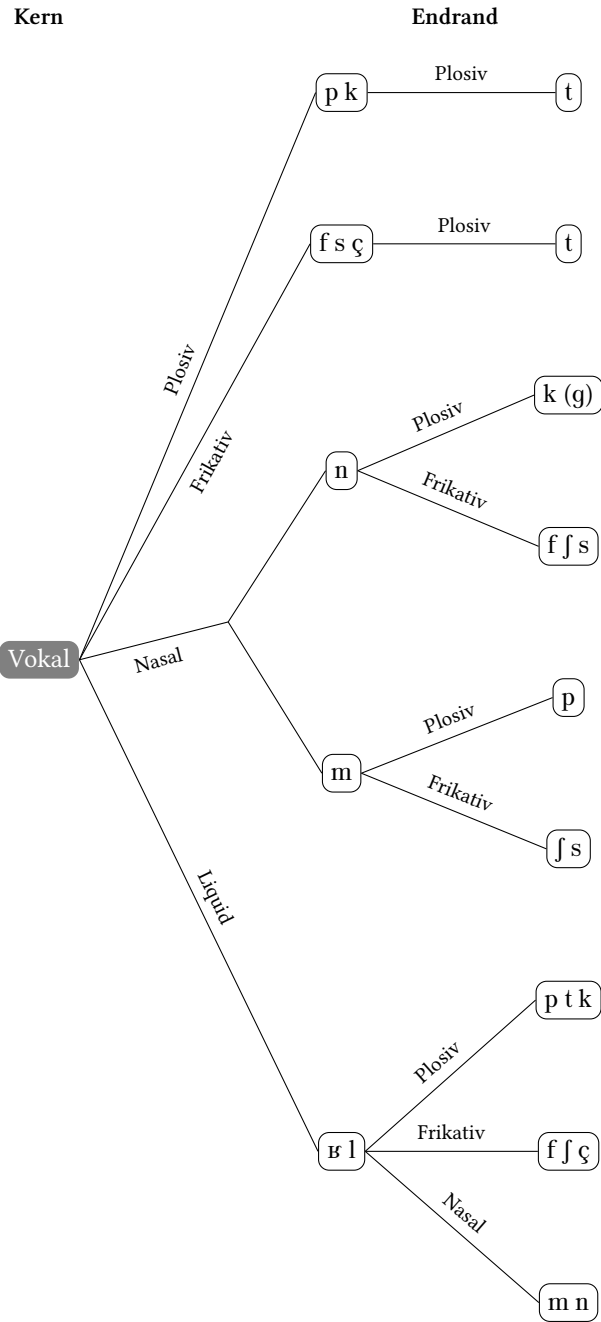 Kern Endrand
Plosiv
p k t
Plosiv
f s ç t
Plosiv
k (g)
Plosiv
Frikativ
n
Frikativ
f ʃ s
Vokal
Nasal
p
Plosiv
m
Frikativ
ʃ s
Liquid
p t k
Plosiv
Frikativ
ʁ l f ʃ ç
Nasal
m n